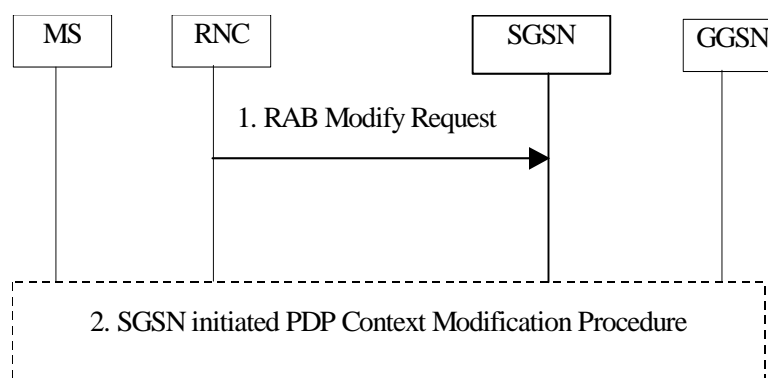 MS RNC SGSN GGSN
1. RAB Modify Request
2. SGSN initiated PDP Context Modification Procedure